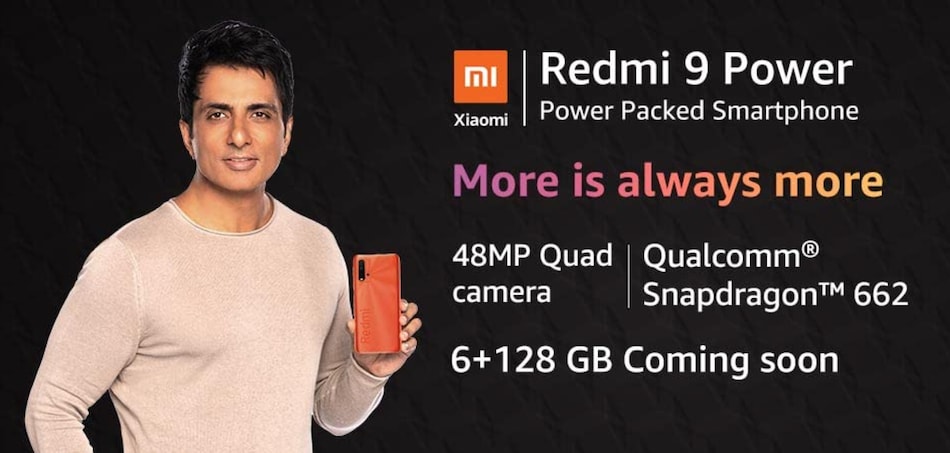 mi
Xiaomi
Redmi 9 Power
Power Packed Smartphone
More is always more
48MP Quad
camera
Qualcomm®
Snapdragon™ 662
6+128 GB Coming soon
Redmi